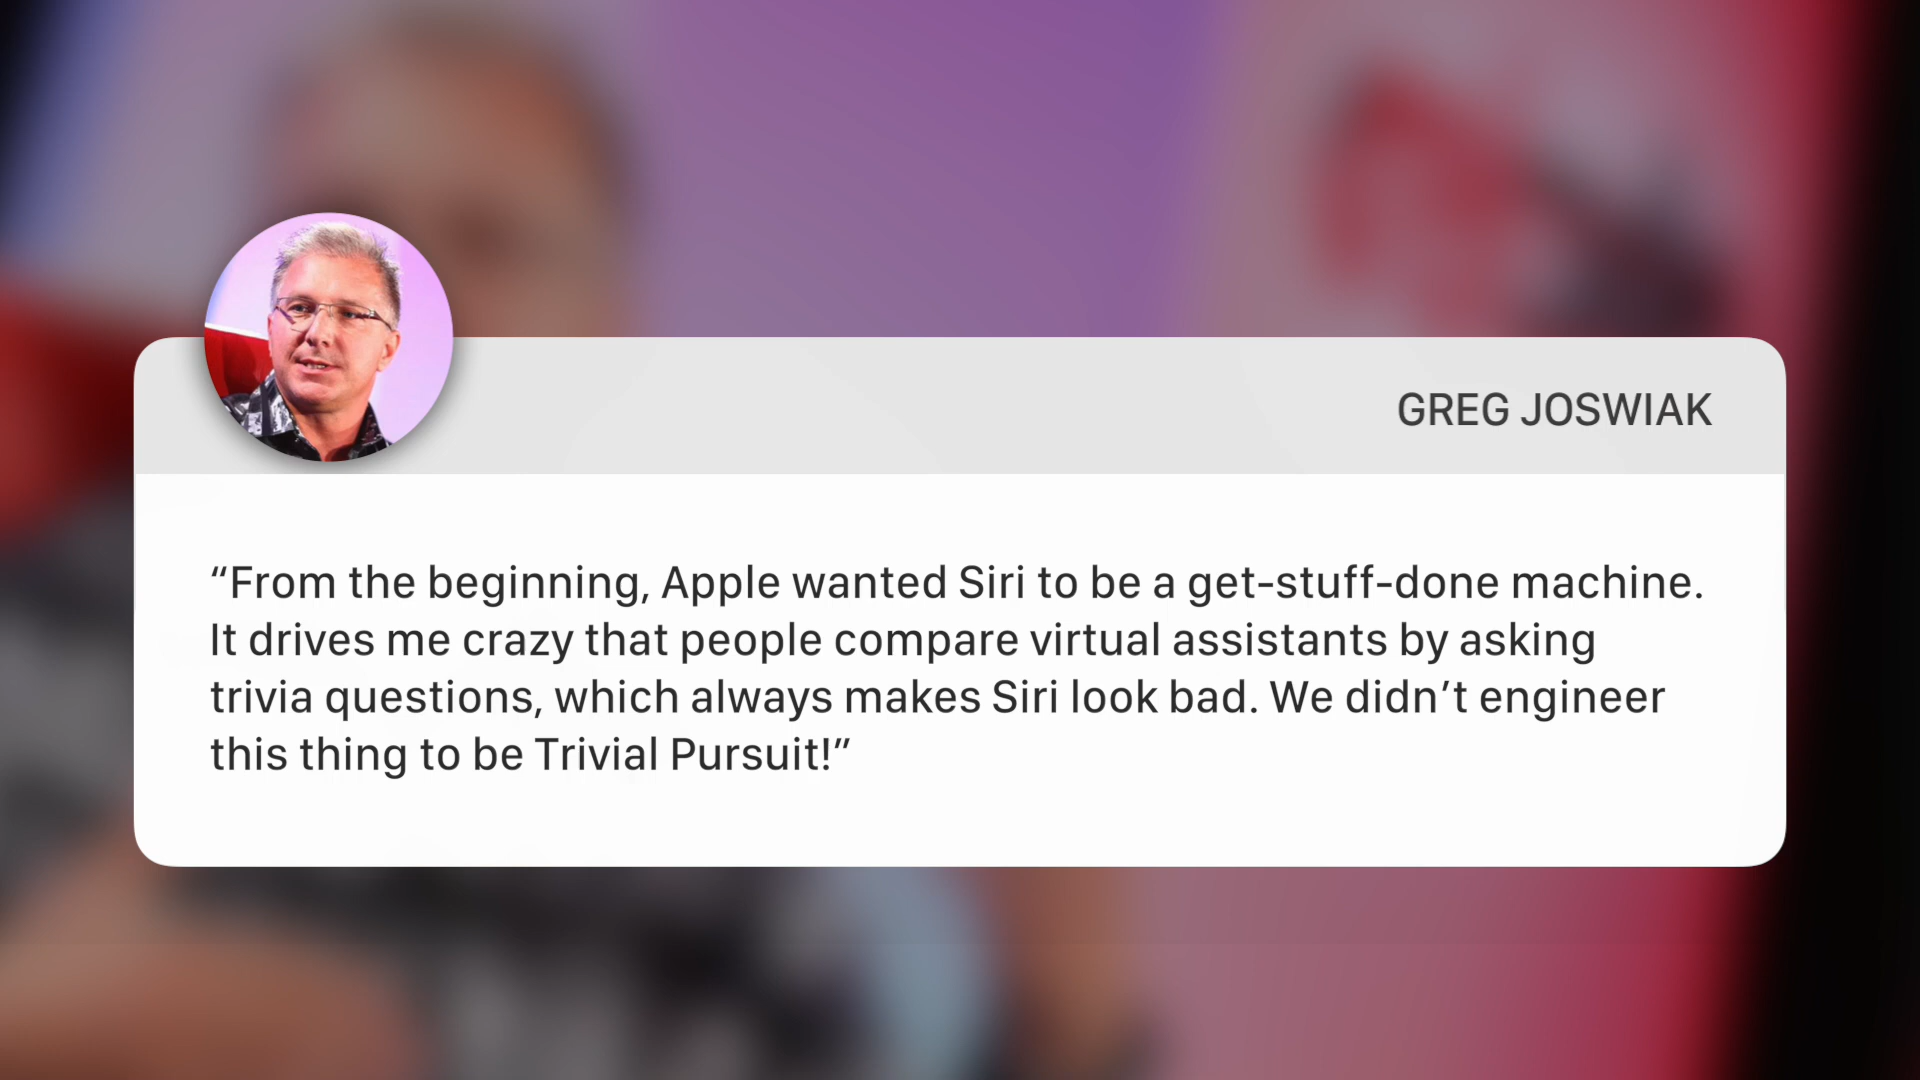 GREG JOSWIAK
“From the beginning, Apple wanted Siri to be a get-stuff-done machine.
It drives me crazy that people compare virtual assistants by asking
trivia questions, which always makes Siri look bad. We didn’t engineer
this thing to be Trivial Pursuit!”